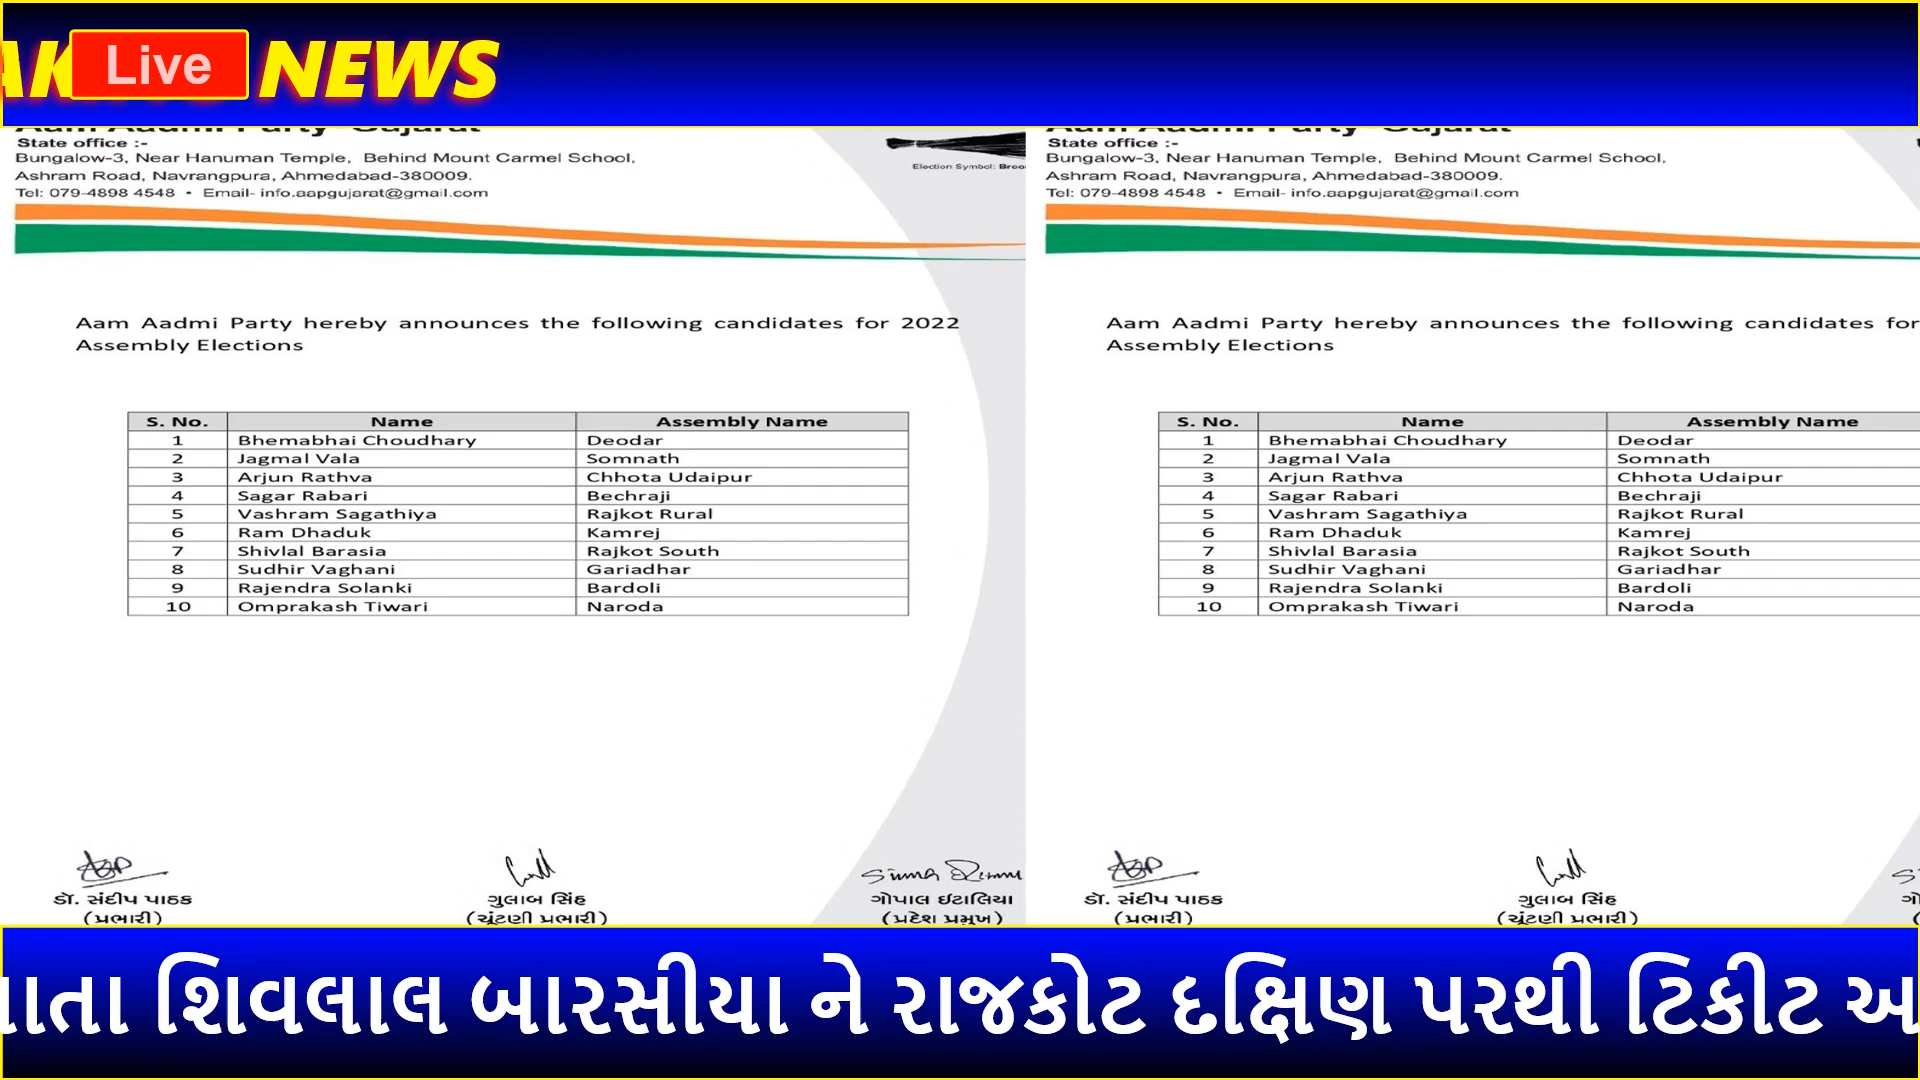 Live NEWS
Aam Aadmi Party Gujarat
State office :-
Bungalow-3, Near Hanuman Temple, Behind Mount Carmel School,
Ashram Road, Navrangpura, Ahmedabad-380009.
Tel: 079-4898 4548 • Email- info.aapgujarat@gmail.com
Election Symbol:
Aam Aadmi Party hereby announces the following candidates for 2022
Assembly Elections
S. No. Name Assembly Name
1 Bhemabhai Choudhary Deodar
2 Jagmal Vala Somnath
3 Arjun Rathva Chhota Udaipur
4 Sagar Rabari Bechraji
5 Vashram Sagathiya Rajkot Rural
6 Ram Dhaduk Kamrej
7 Shivlal Barasia Rajkot South
8 Sudhir Vaghani Gariadhar
9 Rajendra Solanki Bardoli
10 Omprakash Tiwari Naroda
ડૉ. સંદીપ પાઠક ગુલાબ સિંહ ગોપાલ ઈટાલિયા
(પ્રભારી) (ચૂંટણી પ્રભારી) (પ્રદેશ પ્રમુખ)
Aam Aadmi Party Gujarat
State office :-
Bungalow-3, Near Hanuman Temple, Behind Mount Carmel School,
Ashram Road, Navrangpura, Ahmedabad-380009.
Tel: 079-4898 4548 • Email- info.aapgujarat@gmail.com
Aam Aadmi Party hereby announces the following candidates for
Assembly Elections
S. No. Name Assembly Name
1 Bhemabhai Choudhary Deodar
2 Jagmal Vala Somnath
3 Arjun Rathva Chhota Udaipur
4 Sagar Rabari Bechraji
5 Vashram Sagathiya Rajkot Rural
6 Ram Dhaduk Kamrej
7 Shivlal Barasia Rajkot South
8 Sudhir Vaghani Gariadhar
9 Rajendra Solanki Bardoli
10 Omprakash Tiwari Naroda
ડૉ. સંદીપ પાઠક ગુલાબ સિંહ
(પ્રભારી) (ચૂંટણી પ્રભારી)
શિવલાલ બારસીયા ને રાજકોટ દક્ષિણ પરથી ટિકીટ